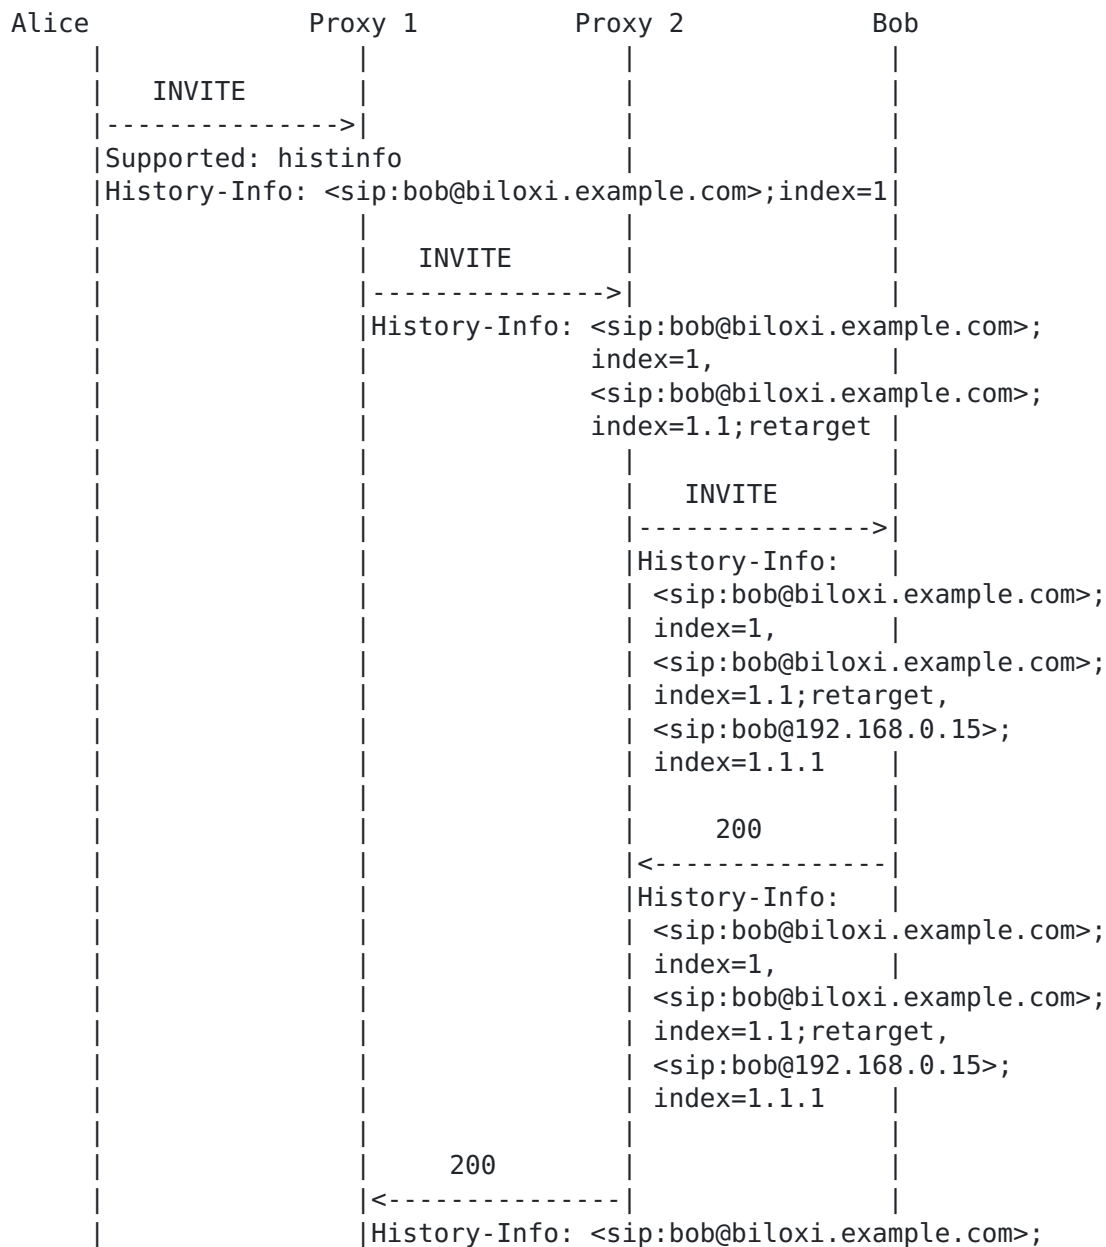 Alice              Proxy 1          Proxy 2            Bob
     |                |                |                |
     |   INVITE       |                |                |
     |--------------->|                |                |
     |Supported: histinfo              |                |
     |History-Info: <sip:bob@biloxi.example.com>;index=1|
     |                |                |                |
     |                |   INVITE       |                |
     |                |--------------->|                |
     |                |History-Info: <sip:bob@biloxi.example.com>;
     |                |              index=1,           |
     |                |              <sip:bob@biloxi.example.com>;
     |                |              index=1.1;retarget |
     |                |                |                |
     |                |                |   INVITE       |
     |                |                |--------------->|
     |                |                |History-Info:   |
     |                |                | <sip:bob@biloxi.example.com>;
     |                |                | index=1,       |
     |                |                | <sip:bob@biloxi.example.com>;
     |                |                | index=1.1;retarget,
     |                |                | <sip:bob@192.168.0.15>;
     |                |                | index=1.1.1    |
     |                |                |                |
     |                |                |     200        |
     |                |                |<---------------|
     |                |                |History-Info:   |
     |                |                | <sip:bob@biloxi.example.com>;
     |                |                | index=1,       |
     |                |                | <sip:bob@biloxi.example.com>;
     |                |                | index=1.1;retarget,
     |                |                | <sip:bob@192.168.0.15>;
     |                |                | index=1.1.1    |
     |                |                |                |
     |                |     200        |                |
     |                |<---------------|                |
     |                |History-Info: <sip:bob@biloxi.example.com>;